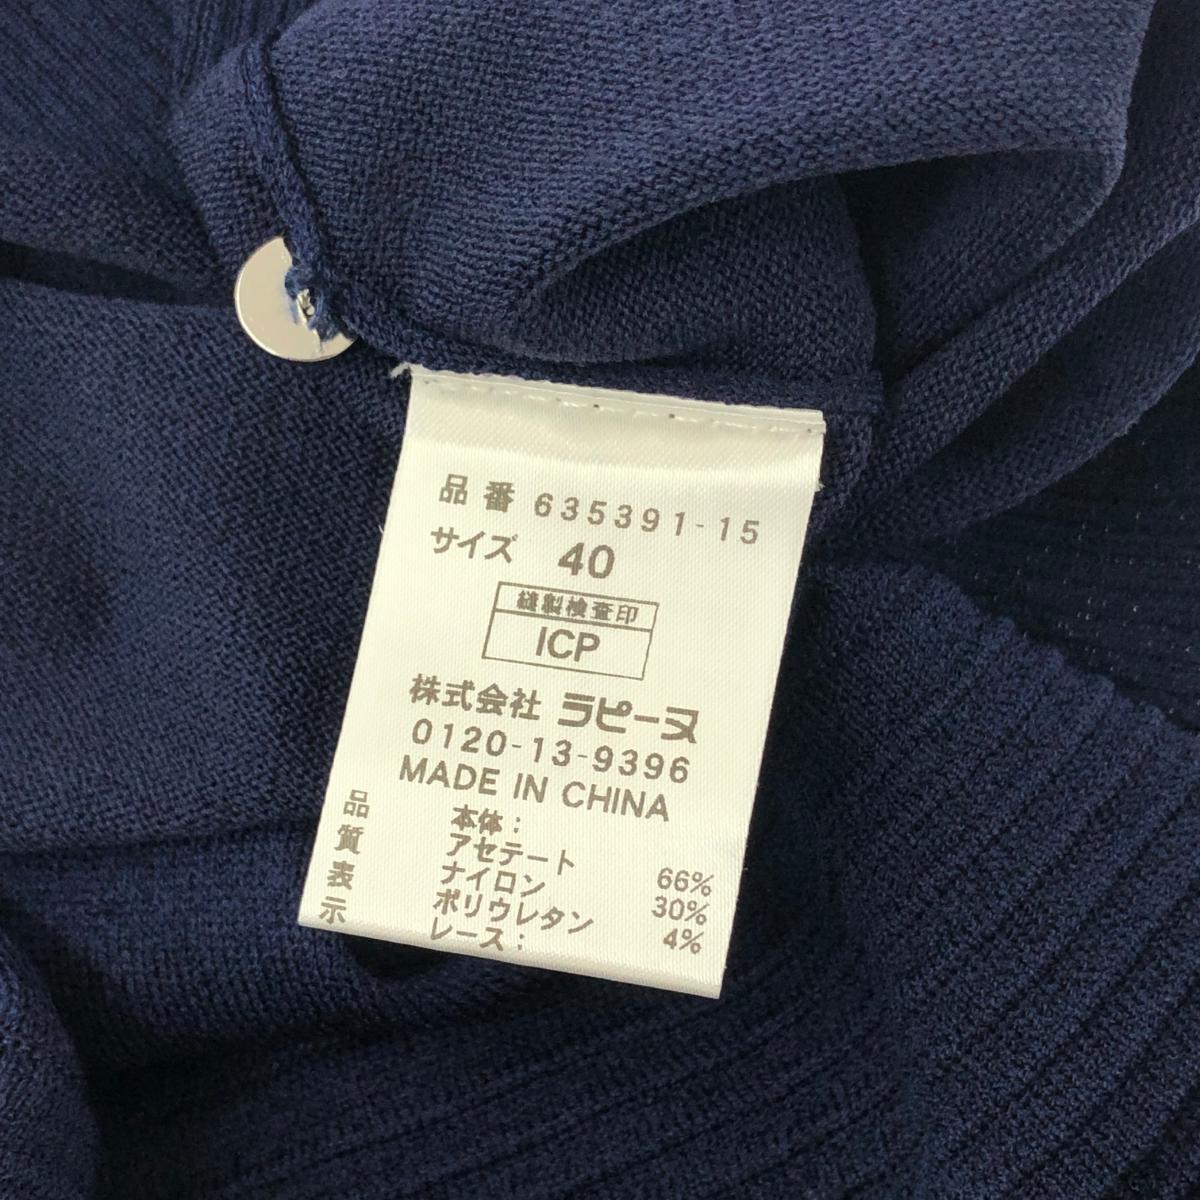 品番 635391-15
サイズ 40
縫製検査印
ICP
株式会社 ラピーヌ
0120-13-9396
MADE IN CHINA
品質表示
本体:
アセテート 66%
ナイロン 30%
ポリウレタン 4%
レース: